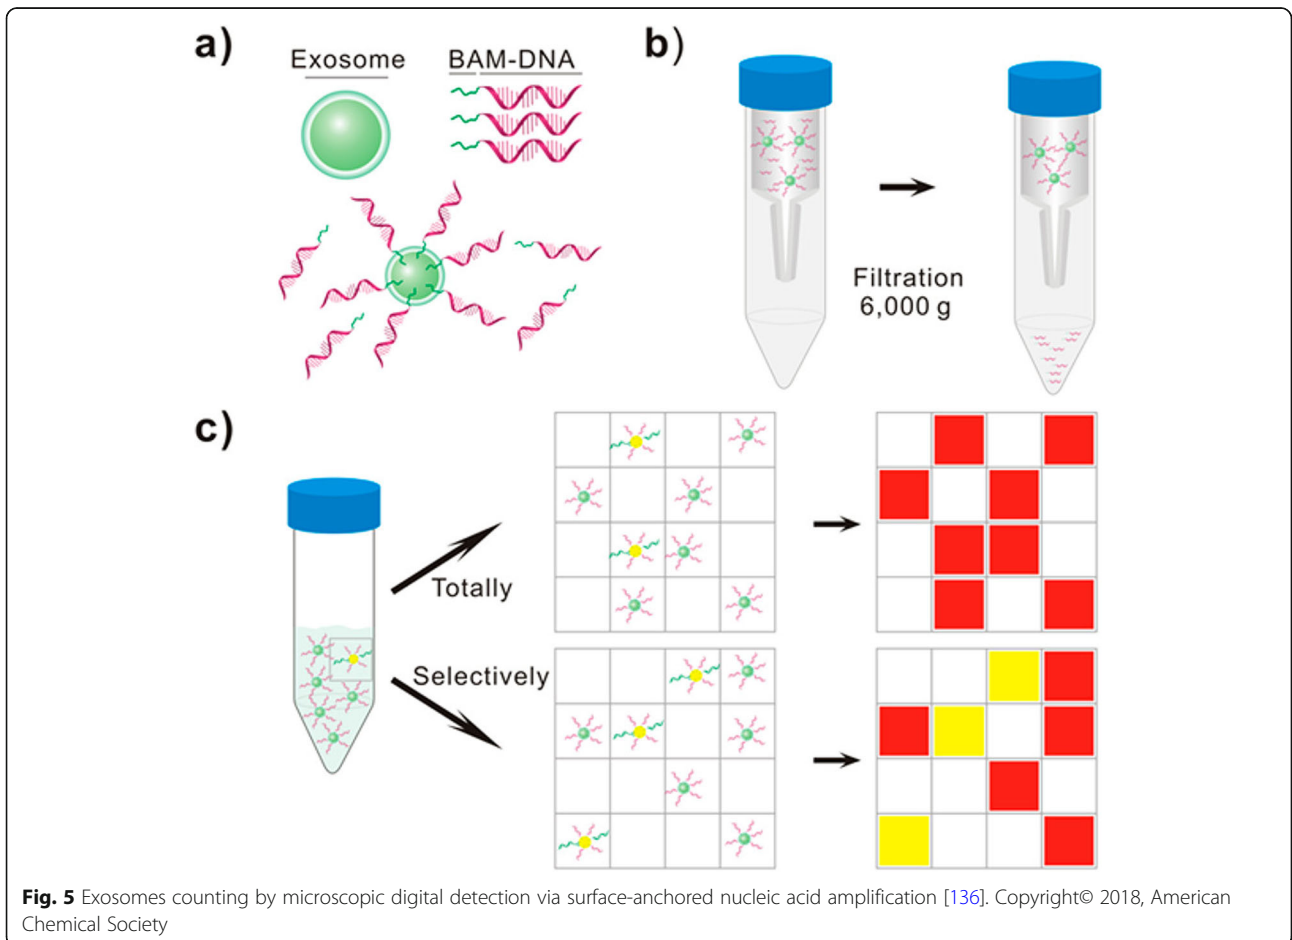 a)
Exosome
BAM-DNA
b)
Filtration
6,000 g
c)
Totally
Selectively
Fig. 5 Exosomes counting by microscopic digital detection via surface-anchored nucleic acid amplification [136]. Copyright© 2018, American
Chemical Society